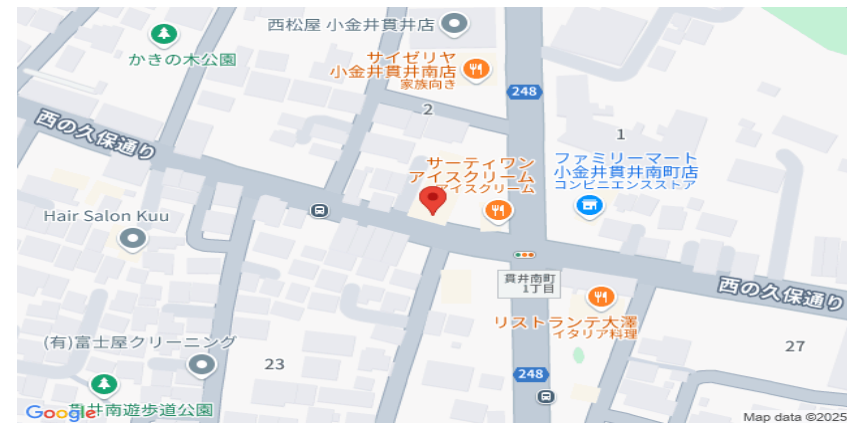 西松屋 小金井貫井店
かきの木公園
サイゼリヤ
小金井貫井南店
家族向き
248
2
1
西の久保通り
サーティワン
アイスクリーム
アイスクリーム
ファミリーマート
小金井貫井南町店
コンビニエンスストア
Hair Salon Kuu
貫井南町
1丁目
西の久保通り
リストランテ大澤
イタリア料理
(有)富士屋クリーニング
23
27
248
貫井南遊歩道公園
Google
Map data ©2025